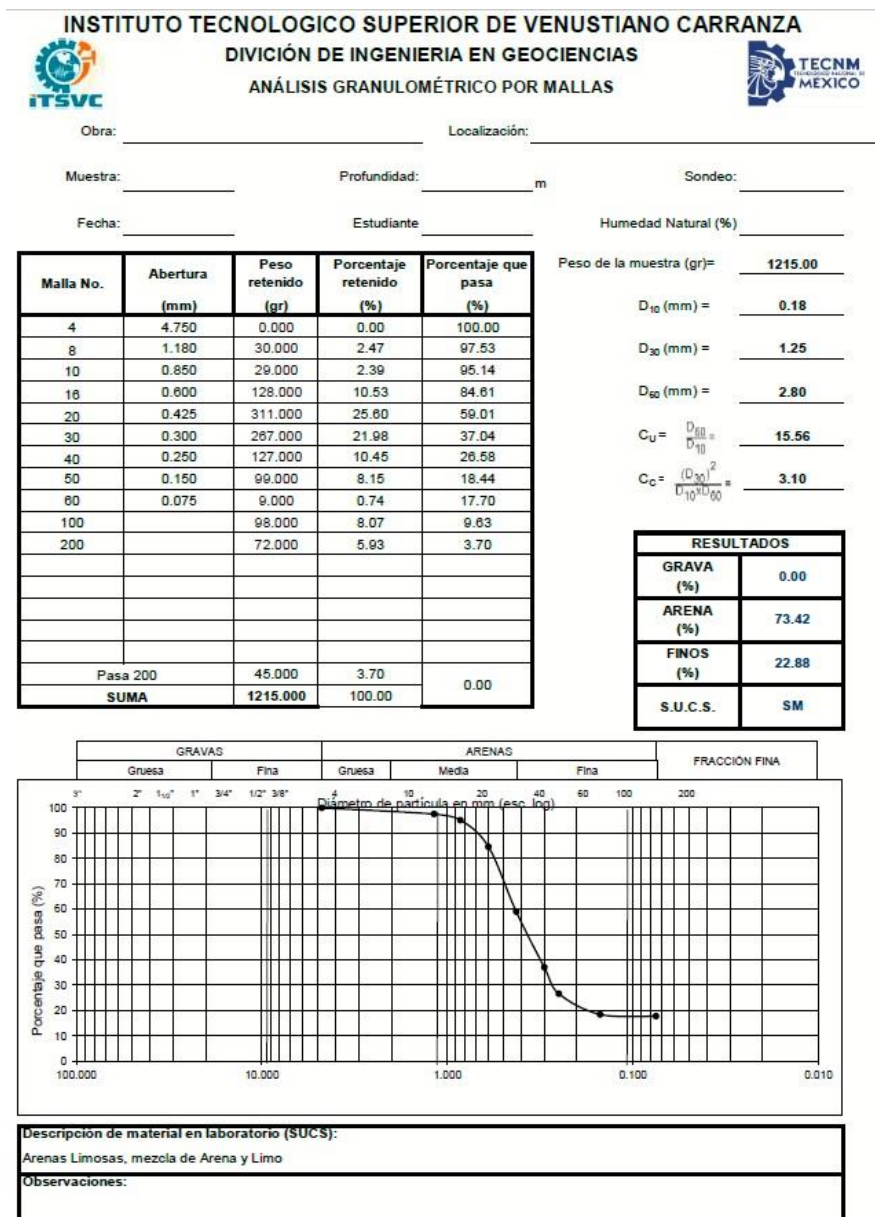 INSTITUTO TECNOLOGICO SUPERIOR DE VENUSTIANO CARRANZA
DIVISIÓN DE INGENIERIA EN GEOCIENCIAS
ANÁLISIS GRANULOMÉTRICO POR MALLAS
iTSVC
TECNM
MÉXICO
Obra: Localización:
Muestra: Profundidad: m Sondeo:
Fecha: Estudiante Humedad Natural (%)
Malla No. Abertura (mm) Peso retenido (gr) Porcentaje retenido (%) Porcentaje que pasa (%)
4 4.750 0.000 0.00 100.00
8 1.180 30.000 2.47 97.53
10 0.850 29.000 2.39 95.14
16 0.600 128.000 10.53 84.61
20 0.425 311.000 25.60 59.01
30 0.300 267.000 21.98 37.04
40 0.250 127.000 10.45 26.58
50 0.150 99.000 8.15 18.44
60 0.075 9.000 0.74 17.70
100 98.000 8.07 9.63
200 72.000 5.93 3.70
Pasa 200 45.000 3.70 0.00
SUMA 1215.000 100.00
Peso de la muestra (gr)= 1215.00
D10 (mm) = 0.18
D30 (mm) = 1.25
D60 (mm) = 2.80
CU = D60 / D10 = 15.56
CC = (D30)2 / D10xD60 = 3.10
RESULTADOS
GRAVA (%) 0.00
ARENA (%) 73.42
FINOS (%) 22.88
S.U.C.S. SM
GRAVAS ARENAS FRACCIÓN FINA
Gruesa Fina Gruesa Media Fina
3" 2" 1 1/2" 1" 3/4" 1/2" 3/8" 4 10 20 40 60 100 200
Diámetro de partícula en mm (esc. log)
Porcentaje que pasa (%)
100
90
80
70
60
50
40
30
20
10
0
100.000 10.000 1.000 0.100 0.010
Descripción de material en laboratorio (SUCS):
Arenas Limosas, mezcla de Arena y Limo
Observaciones: